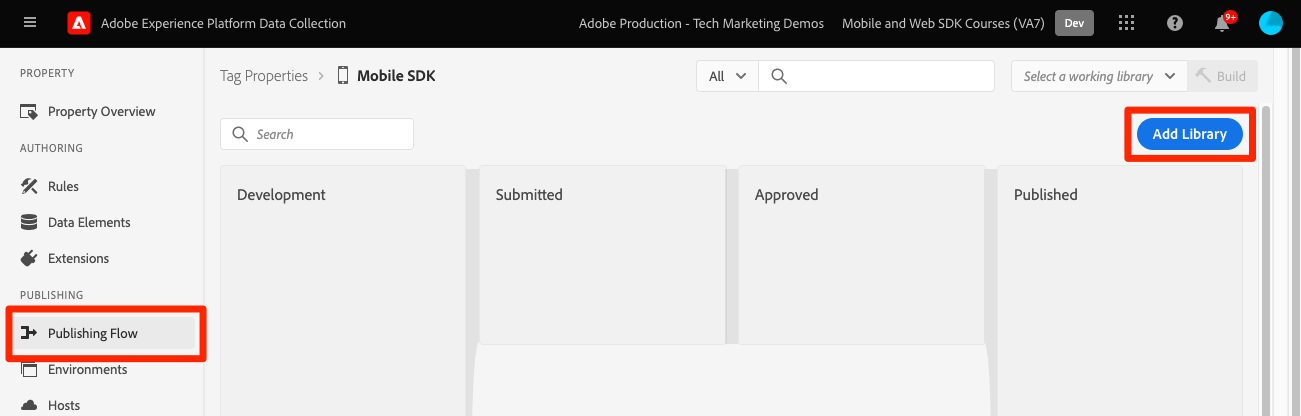 Adobe Experience Platform Data Collection
Adobe Production - Tech Marketing Demos
Mobile and Web SDK Courses (VA7)
Dev
9+
PROPERTY
Property Overview
AUTHORING
Rules
Data Elements
Extensions
PUBLISHING
Publishing Flow
Environments
Hosts
Tag Properties
Mobile SDK
All
Select a working library
Build
Search
Add Library
Development
Submitted
Approved
Published